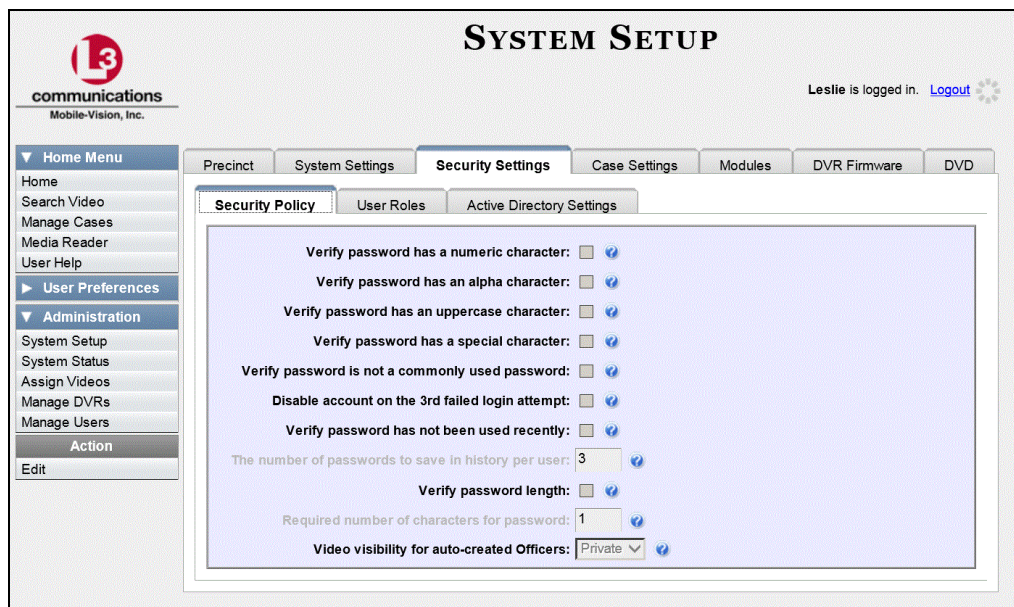 SYSTEM SETUP
L3
communications
Mobile-Vision, Inc.
Leslie is logged in. Logout
Home Menu
Home
Search Video
Manage Cases
Media Reader
User Help
User Preferences
Administration
System Setup
System Status
Assign Videos
Manage DVRs
Manage Users
Action
Edit
Precinct System Settings Security Settings Case Settings Modules DVR Firmware DVD
Security Policy User Roles Active Directory Settings
Verify password has a numeric character: ?
Verify password has an alpha character: ?
Verify password has an uppercase character: ?
Verify password has a special character: ?
Verify password is not a commonly used password: ?
Disable account on the 3rd failed login attempt: ?
Verify password has not been used recently: ?
The number of passwords to save in history per user: 3 ?
Verify password length: ?
Required number of characters for password: 1 ?
Video visibility for auto-created Officers: Private ?